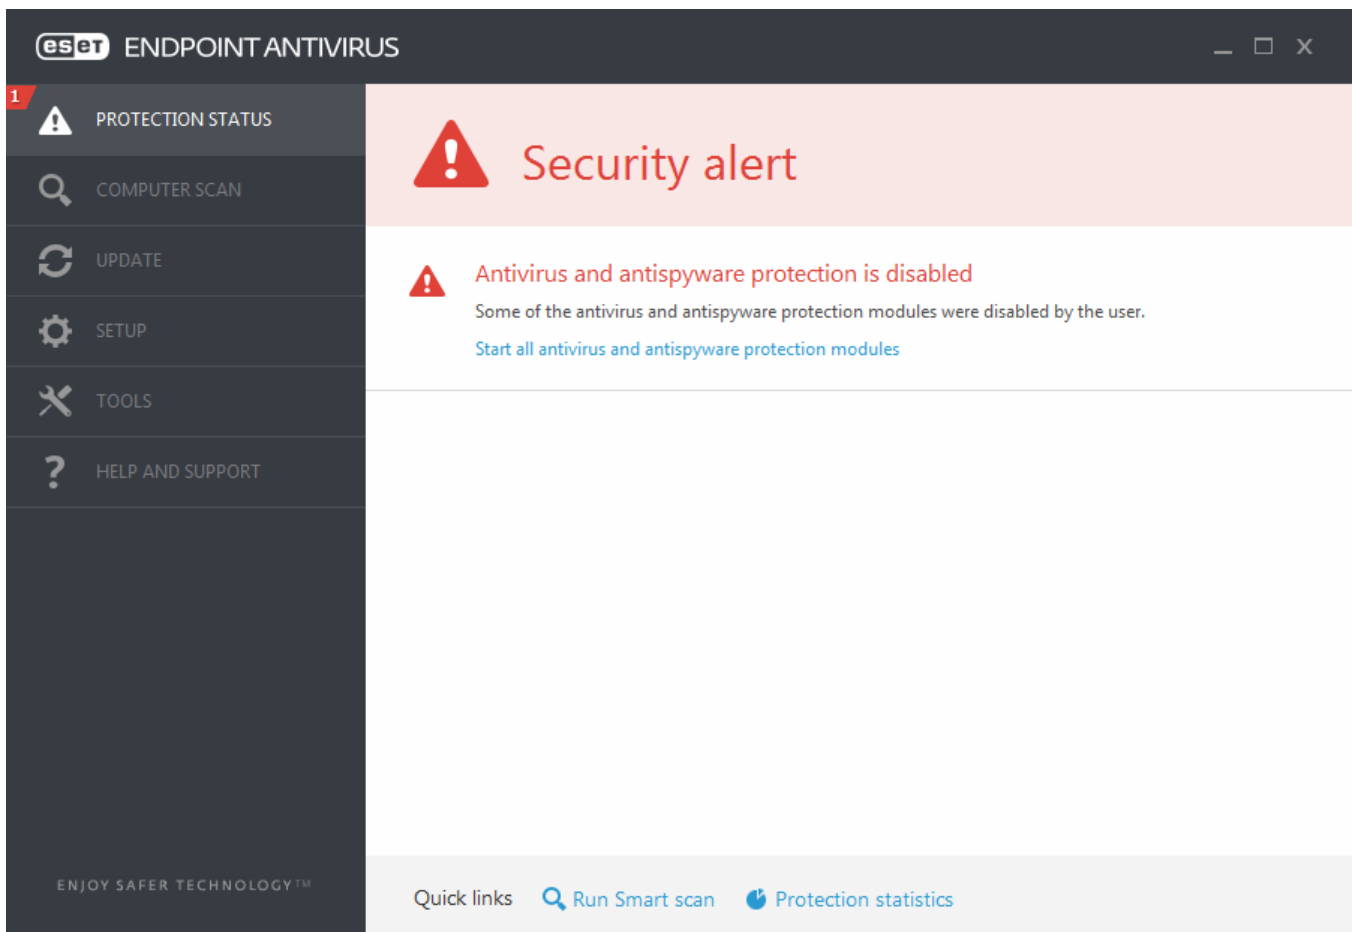 eset ENDPOINT ANTIVIRUS
1
PROTECTION STATUS
COMPUTER SCAN
UPDATE
SETUP
TOOLS
HELP AND SUPPORT
ENJOY SAFER TECHNOLOGY™
Security alert
Antivirus and antispyware protection is disabled
Some of the antivirus and antispyware protection modules were disabled by the user.
Start all antivirus and antispyware protection modules
Quick links Run Smart scan Protection statistics